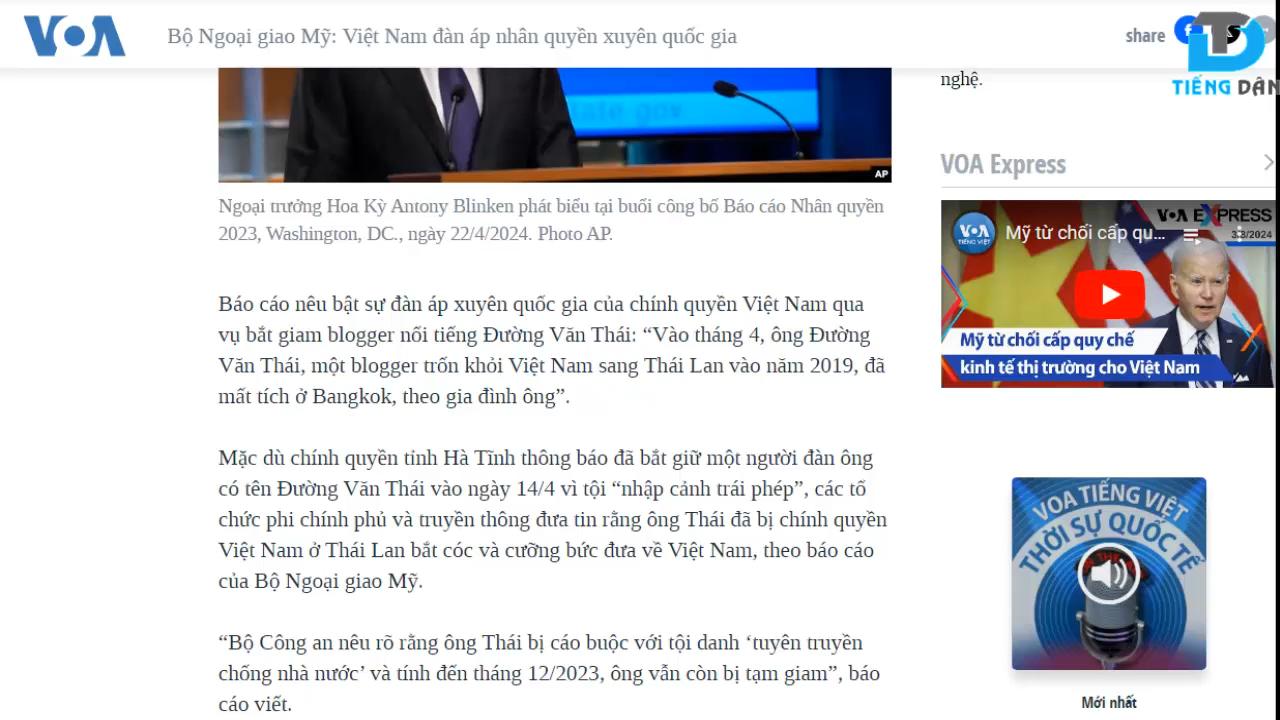 VOA
Bộ Ngoại giao Mỹ: Việt Nam đàn áp nhân quyền xuyên quốc gia
share
TIẾNG DÂN
nghệ.
state gov
AP
Ngoại trưởng Hoa Kỳ Antony Blinken phát biểu tại buổi công bố Báo cáo Nhân quyền
2023, Washington, DC., ngày 22/4/2024. Photo AP.
Báo cáo nêu bật sự đàn áp xuyên quốc gia của chính quyền Việt Nam qua
vụ bắt giam blogger nổi tiếng Đường Văn Thái: “Vào tháng 4, ông Đường
Văn Thái, một blogger trốn khỏi Việt Nam sang Thái Lan vào năm 2019, đã
mất tích ở Bangkok, theo gia đình ông”.
Mặc dù chính quyền tỉnh Hà Tĩnh thông báo đã bắt giữ một người đàn ông
có tên Đường Văn Thái vào ngày 14/4 vì tội “nhập cảnh trái phép”, các tổ
chức phi chính phủ và truyền thông đưa tin rằng ông Thái đã bị chính quyền
Việt Nam ở Thái Lan bắt cóc và cưỡng bức đưa về Việt Nam, theo báo cáo
của Bộ Ngoại giao Mỹ.
“Bộ Công an nêu rõ rằng ông Thái bị cáo buộc với tội danh ‘tuyên truyền
chống nhà nước’ và tính đến tháng 12/2023, ông vẫn còn bị tạm giam”, báo
cáo viết.
VOA Express
VOA EXPRESS
VOA
TIẾNG VIỆT
Mỹ từ chối cấp qu...
3.8/2024
Mỹ từ chối cấp quy chế
kinh tế thị trường cho Việt Nam
VOA TIẾNG VIỆT
THỜI SỰ QUỐC TẾ
Mới nhất